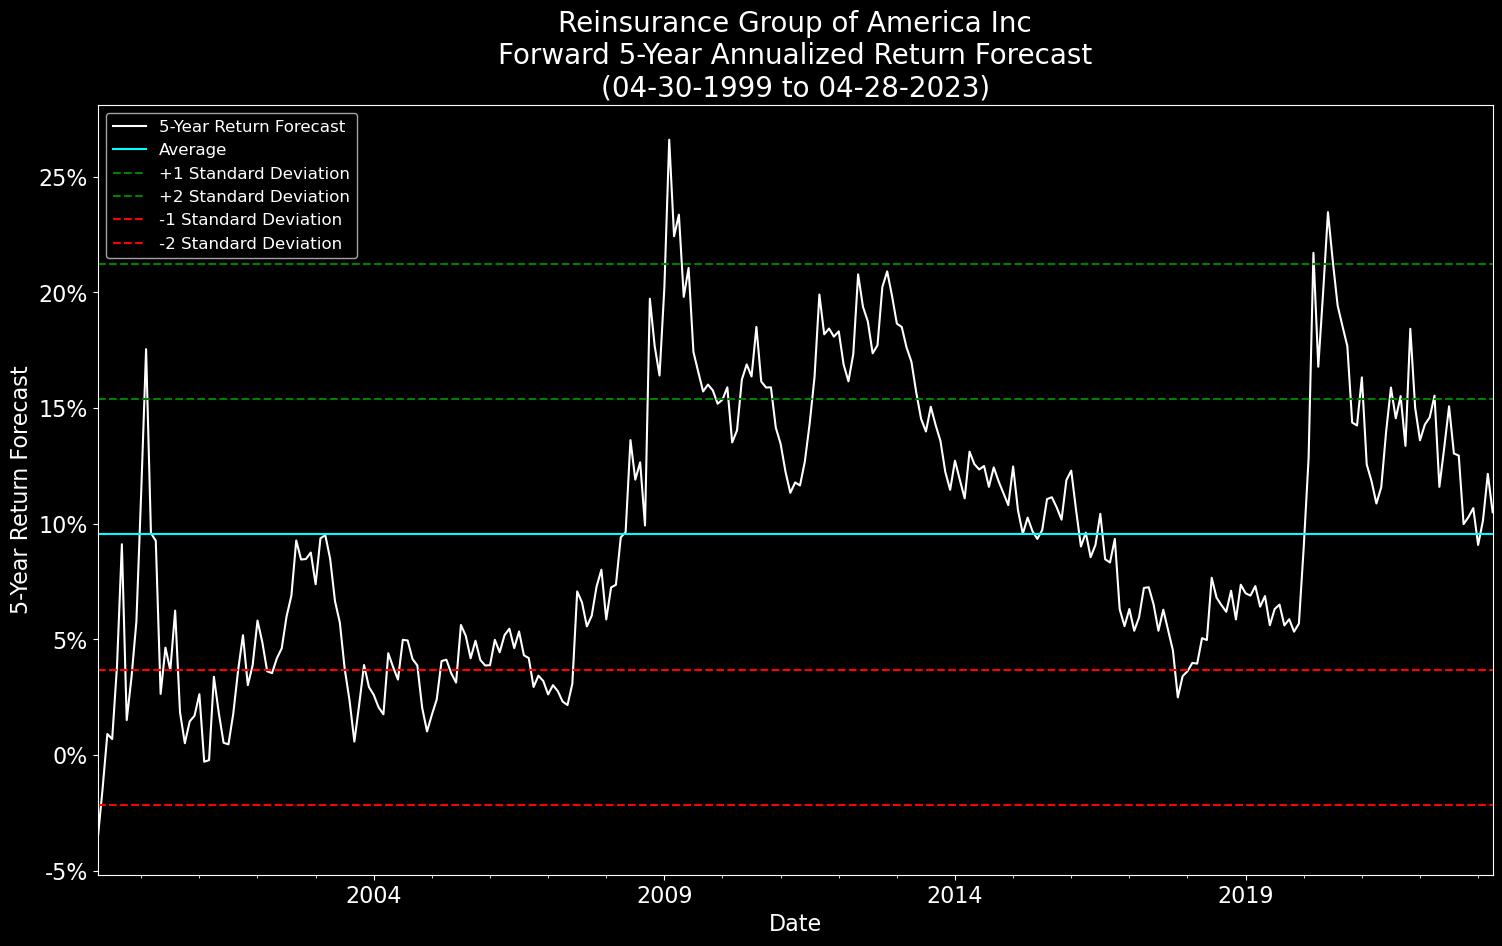 Reinsurance Group of America Inc
Forward 5-Year Annualized Return Forecast
(04-30-1999 to 04-28-2023)
5-Year Return Forecast
Average
+1 Standard Deviation
+2 Standard Deviation
-1 Standard Deviation
-2 Standard Deviation
25%
20%
15%
10%
5%
0%
-5%
5-Year Return Forecast
2004
2009
2014
2019
Date